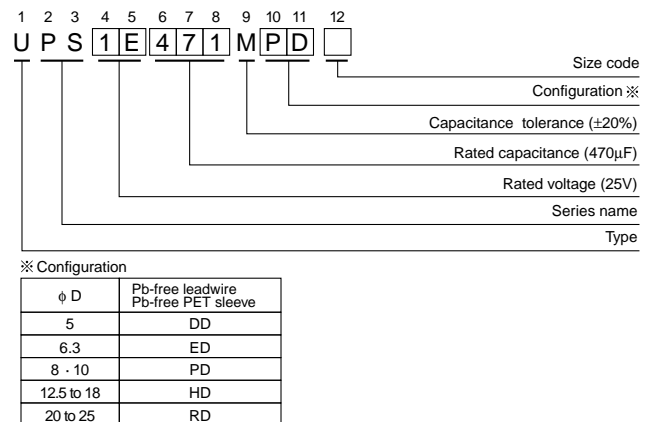 1 2 3 4 5 6 7 8 9 10 11 12
U P S 1 E 4 7 1 M P D
Size code
Configuration ※
Capacitance tolerance (±20%)
Rated capacitance (470μF)
Rated voltage (25V)
Series name
Type
※ Configuration
φ D
Pb-free leadwire
Pb-free PET sleeve
5 DD
6.3 ED
8 · 10 PD
12.5 to 18 HD
20 to 25 RD